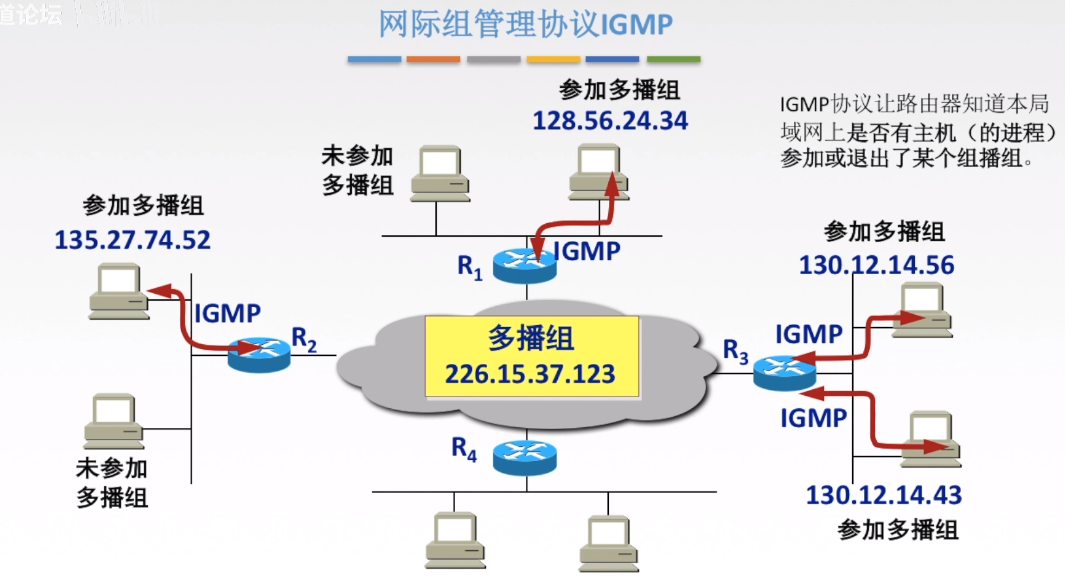 道论坛
网际组管理协议IGMP
参加多播组
128.56.24.34
IGMP协议让路由器知道本局
域网上是否有主机（的进程）
参加或退出了某个组播组。
未参加
多播组
参加多播组
135.27.74.52
R1
IGMP
参加多播组
130.12.14.56
IGMP
R2
多播组
226.15.37.123
R3
IGMP
IGMP
R4
未参加
多播组
130.12.14.43
参加多播组